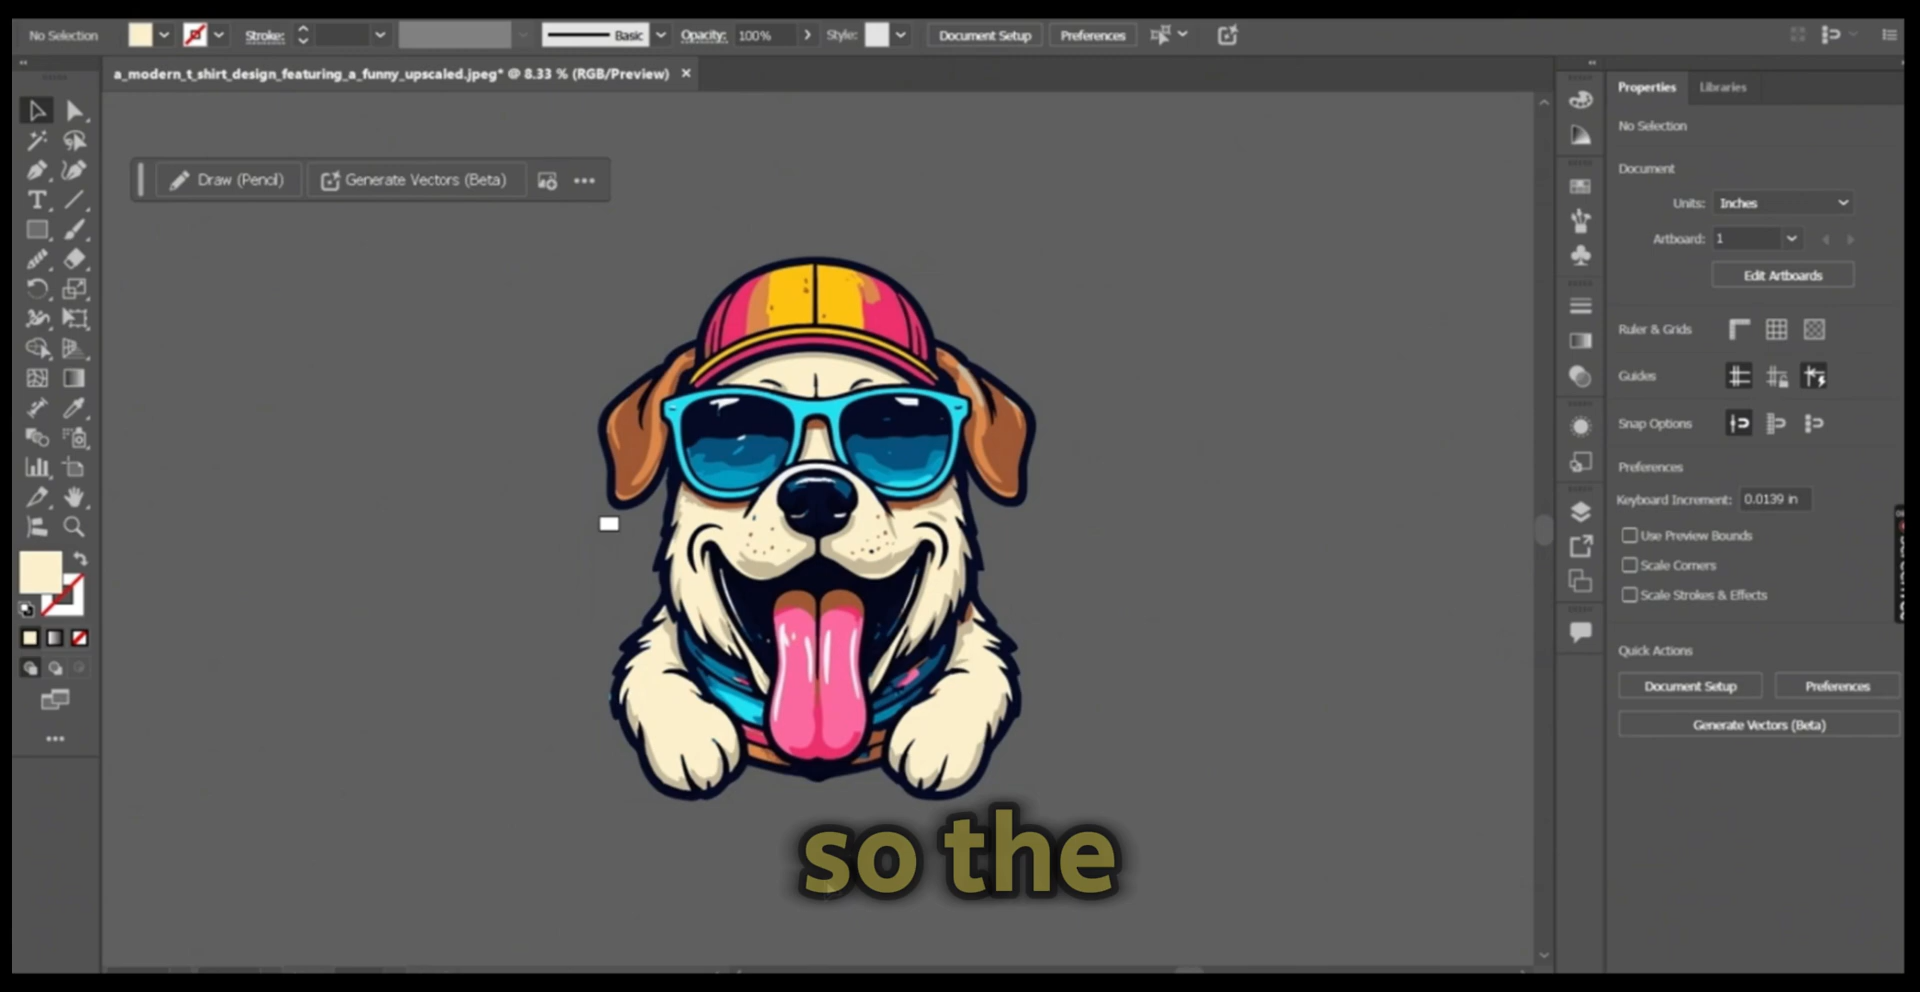 No Selection
Stroke:
Basic
Opacity:
100%
Style:
Document Setup
Preferences
a_modern_t_shirt_design_featuring_a_funny_upscaled.jpeg* @ 8.33 % (RGB/Preview)
Properties
Libraries
No Selection
Document
Draw (Pencil)
Generate Vectors (Beta)
Units:
Inches
Artboard:
1
Edit Artboards
Ruler & Grids
Guides
Snap Options
Preferences
Keyboard Increment:
0.0139 in
Use Preview Bounds
Scale Corners
Scale Strokes & Effects
Quick Actions
Document Setup
Preferences
Generate Vectors (Beta)
so the